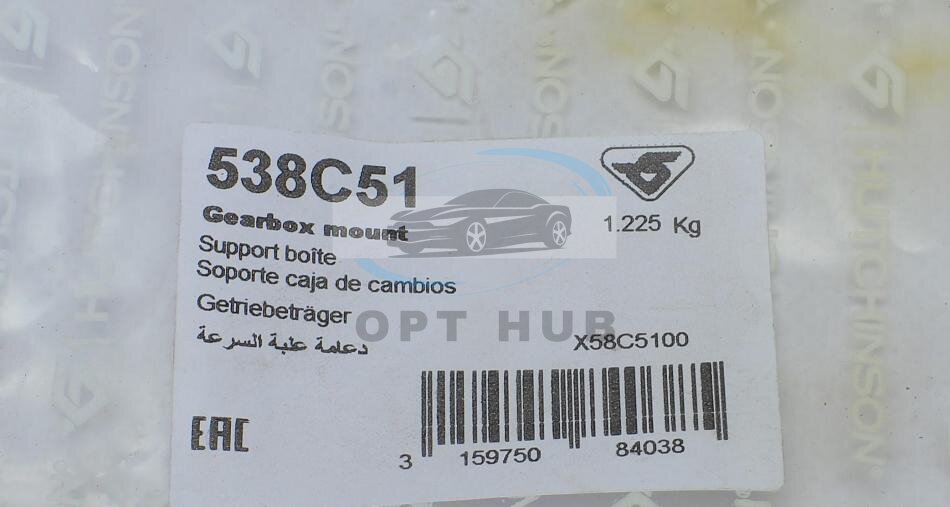 538C51
Gearbox mount
1.225 Kg
Support boîte
Soporte caja de cambios
Getriebeträger
OPT HUB
دعامة علبة السرعة
X58C5100
EAC
3 159750 84038
HUTCHINSON
HUTCHINSON